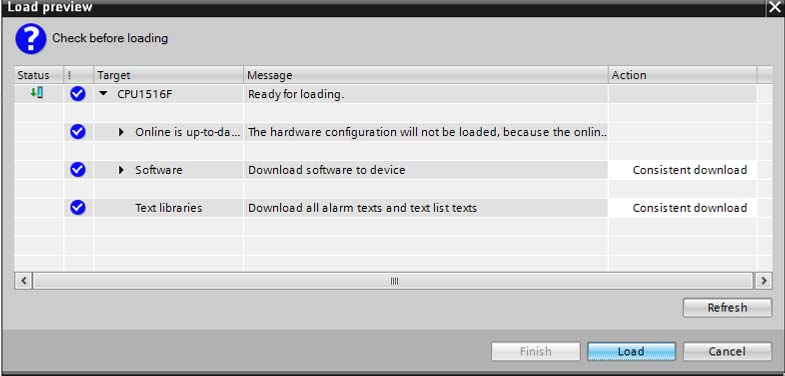 Load preview
Check before loading
Status ! Target Message Action
CPU1516F Ready for loading.
Online is up-to-da... The hardware configuration will not be loaded, because the onlin..
Software Download software to device Consistent download
Text libraries Download all alarm texts and text list texts Consistent download
Refresh
Finish Load Cancel